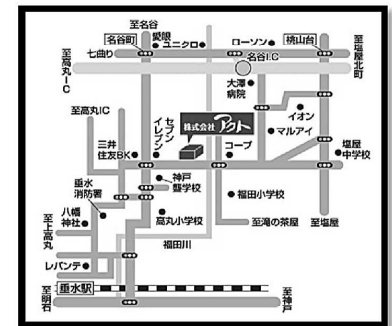 至名谷
愛眼
ユニクロ
ローソン
名谷町
桃山台
七曲り
名谷I.C
至塩屋北町
至高丸IC
大澤病院
イオン
至高丸IC
セブンイレブン
株式会社アクト
マルアイ
三井住友BK
コープ
塩屋中学校
垂水消防署
神戸聾学校
福田小学校
八幡神社
高丸小学校
至滝の茶屋
至塩屋
至上高丸
福田川
レバンテ
垂水駅
至明石
至神戸